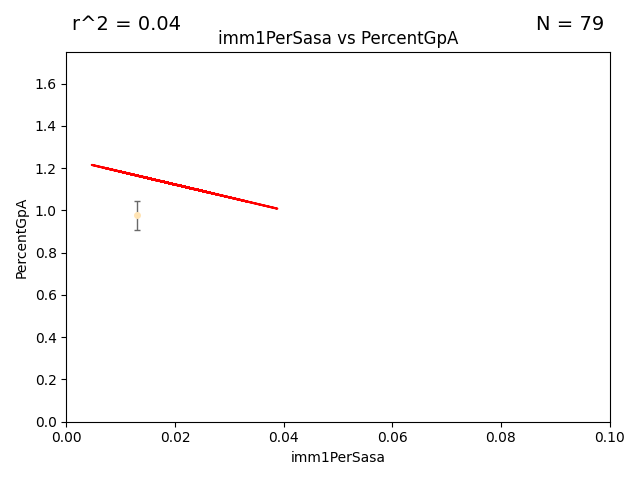 r^2 = 0.04
N = 79
imm1PerSasa vs PercentGpA
1.6
1.4
1.2
1.0
0.8
0.6
0.4
0.2
0.0
PercentGpA
0.00 0.02 0.04 0.06 0.08 0.10
imm1PerSasa